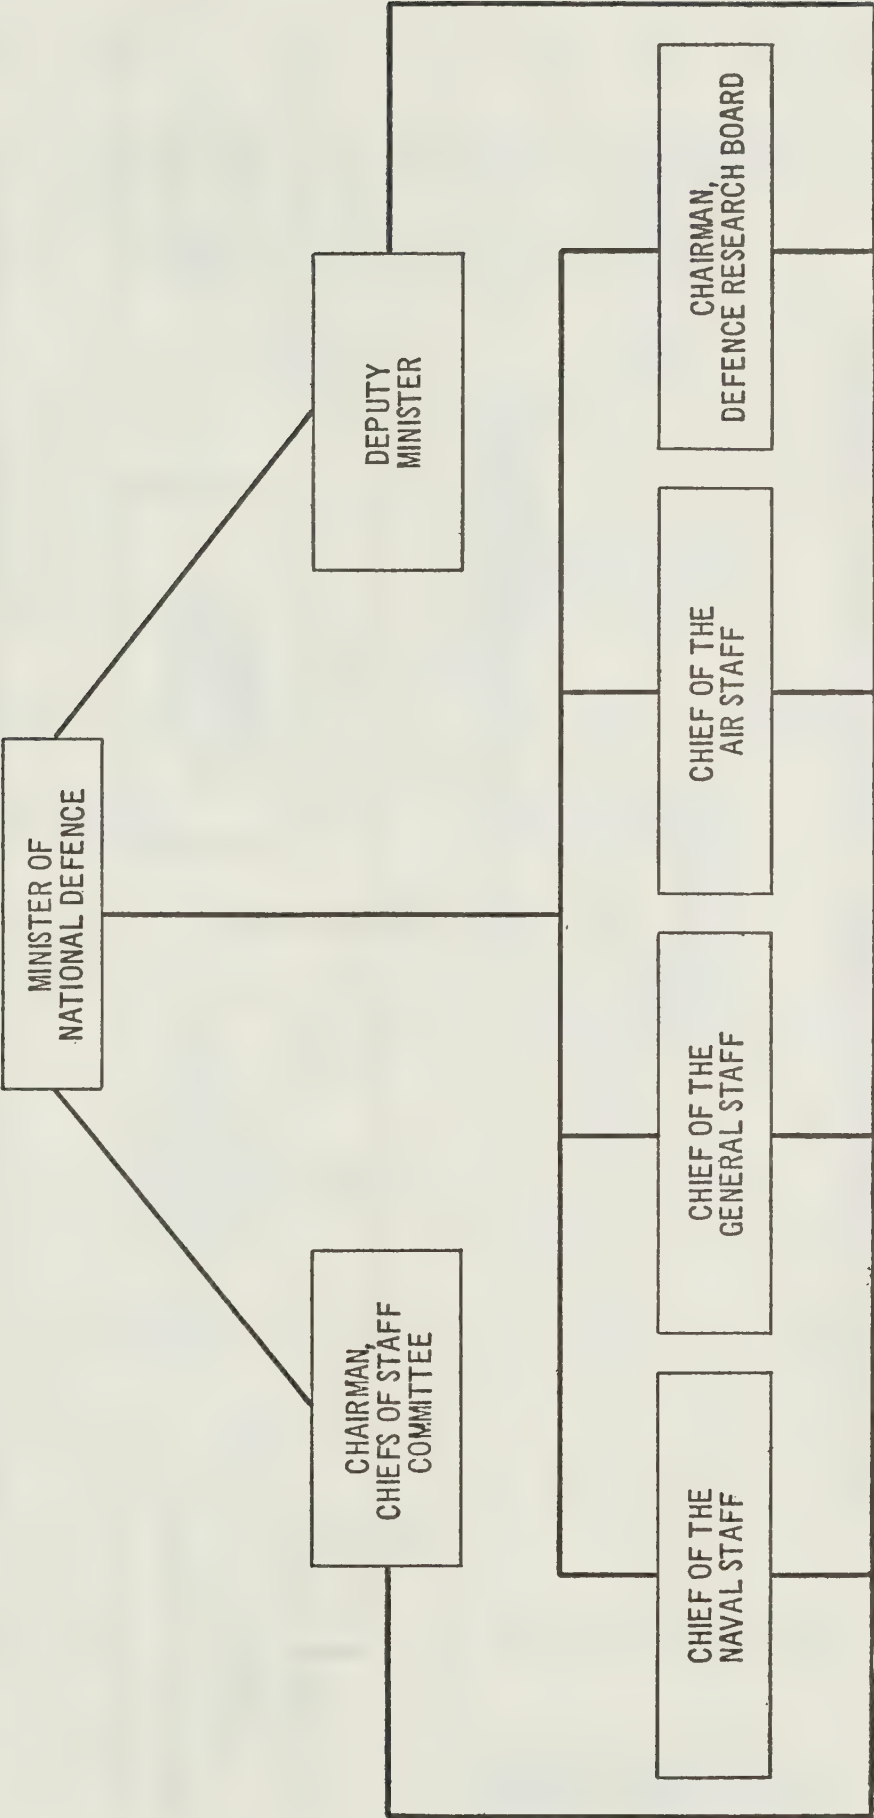 MINISTER OF
NATIONAL DEFENCE
CHAIRMAN,
CHIEFS OF STAFF
COMMITTEE
DEPUTY
MINISTER
CHIEF OF THE
NAVAL STAFF
CHIEF OF THE
GENERAL STAFF
CHIEF OF THE
AIR STAFF
CHAIRMAN,
DEFENCE RESEARCH BOARD